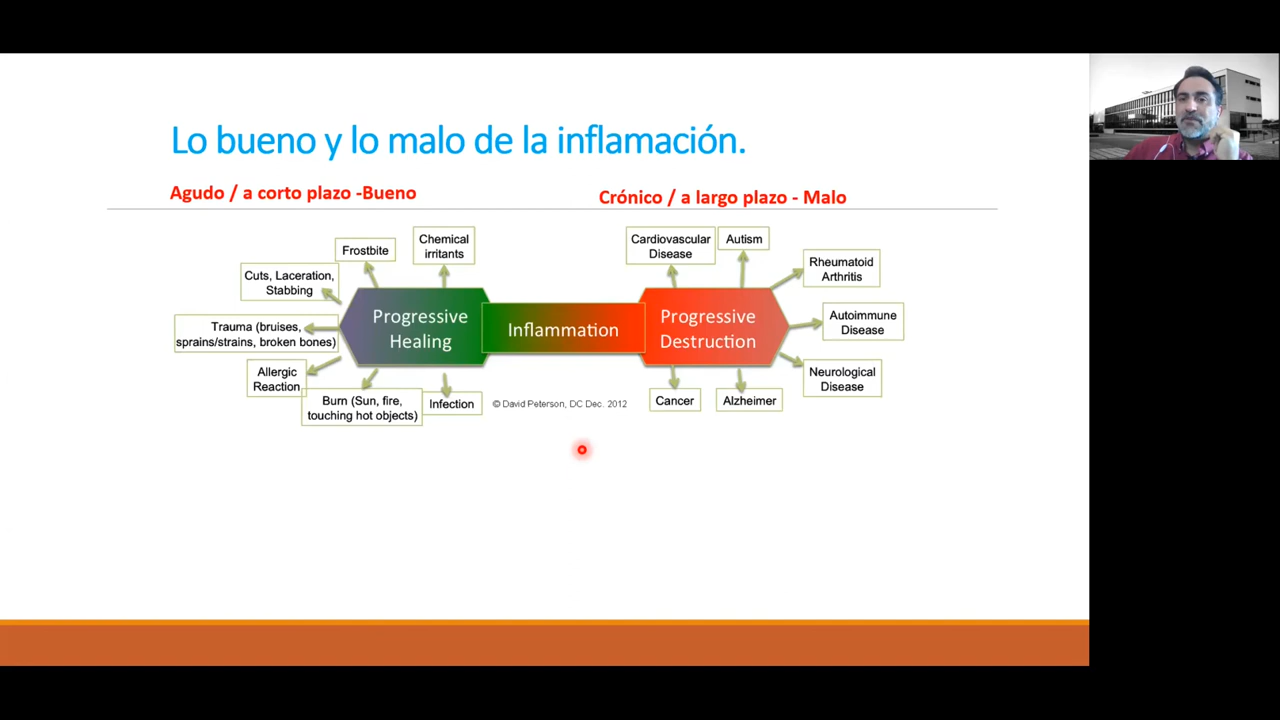 Lo bueno y lo malo de la inflamación.
Agudo / a corto plazo -Bueno
Crónico / a largo plazo - Malo
Chemical
irritants
Frostbite
Cuts, Laceration,
Stabbing
Trauma (bruises,
sprains/strains, broken bones)
Allergic
Reaction
Burn (Sun, fire,
touching hot objects)
Infection
Progressive
Healing
Inflammation
Progressive
Destruction
Cardiovascular
Disease
Autism
Rheumatoid
Arthritis
Autoimmune
Disease
Neurological
Disease
Alzheimer
Cancer
© David Peterson, DC Dec. 2012